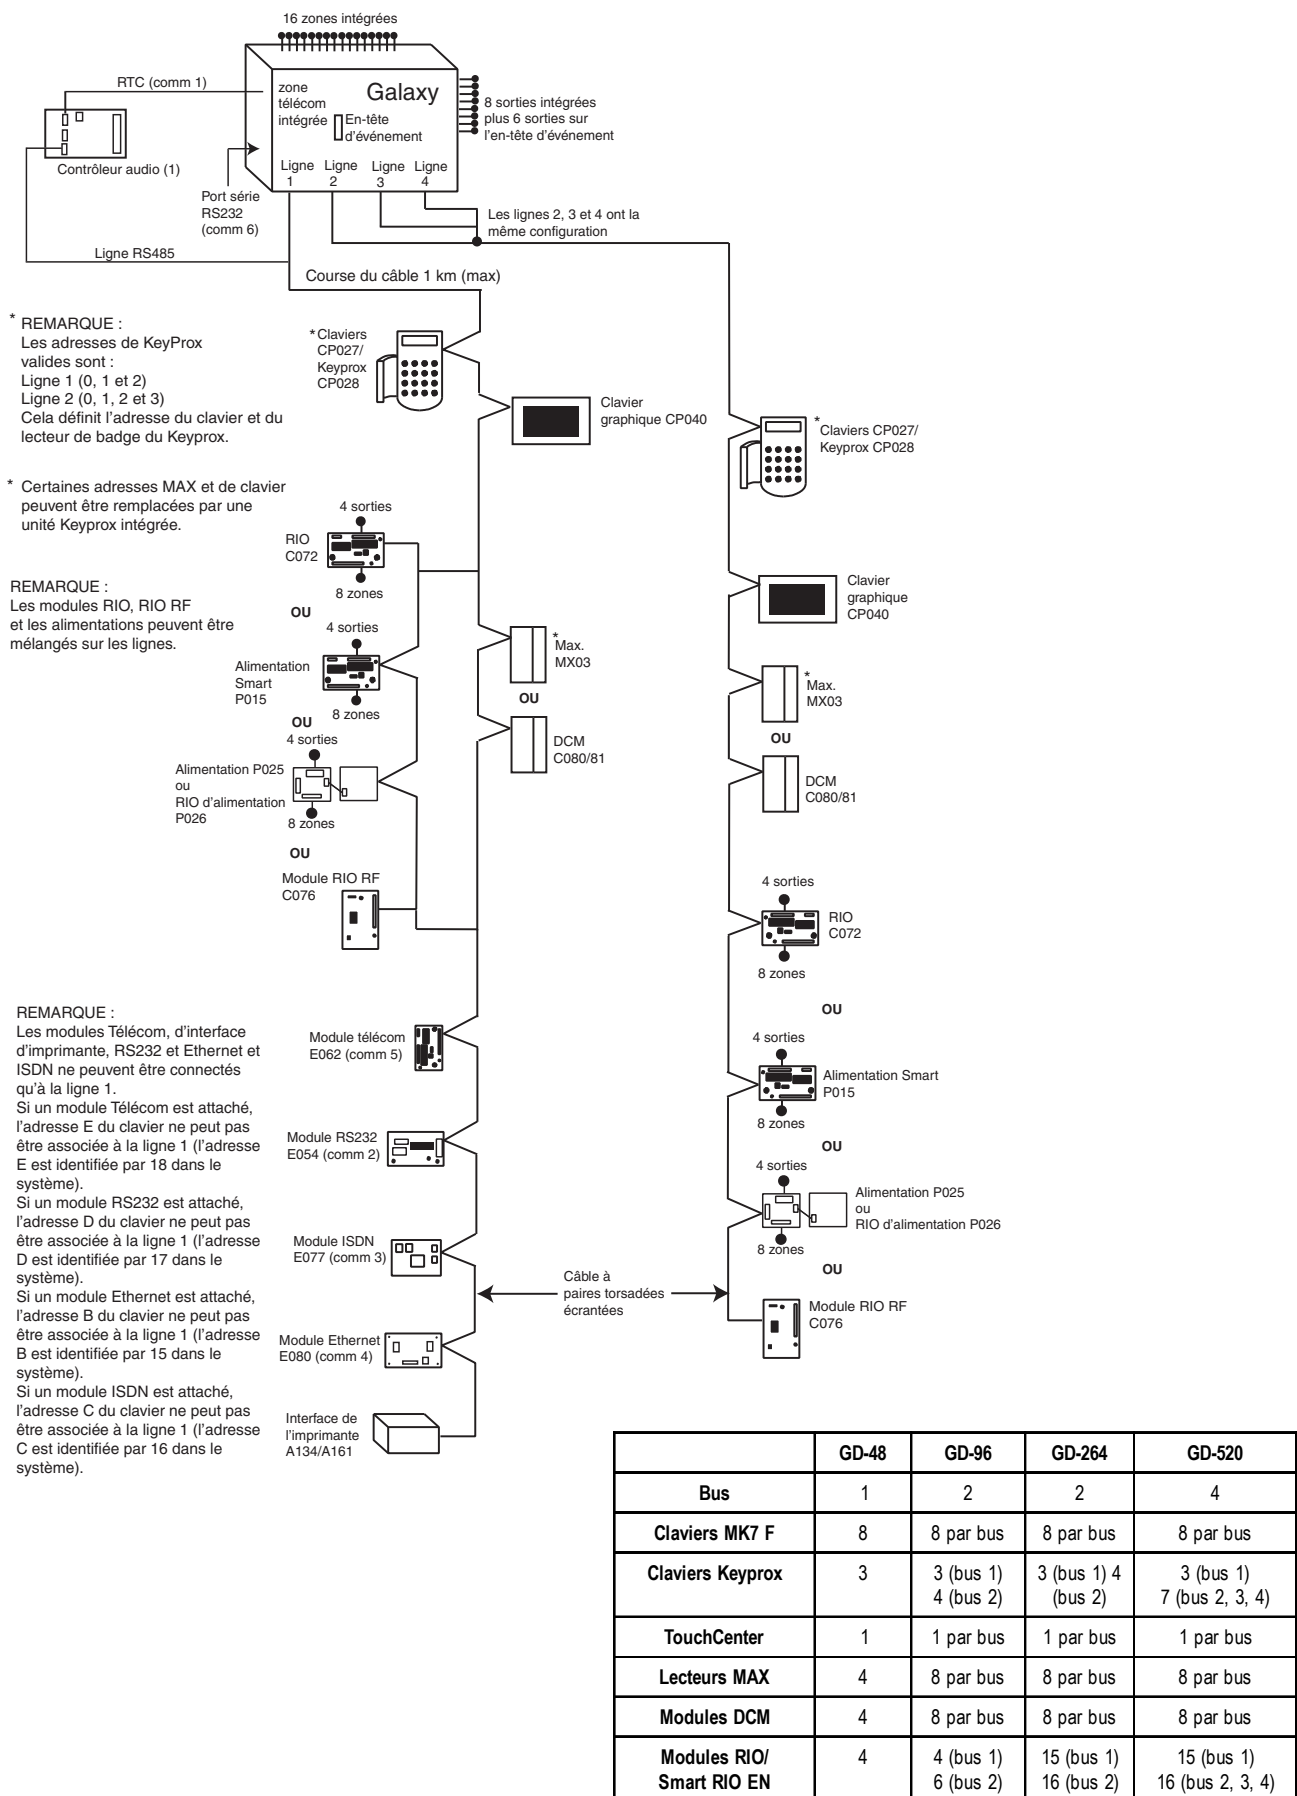 16 zones intégrées
RTC (comm 1)
zone
télécom
intégrée
Galaxy
En-tête
d'événement
8 sorties intégrées
plus 6 sorties sur
l'en-tête d'événement
Contrôleur audio (1)
Ligne Ligne Ligne Ligne
1 2 3 4
Port série
RS232
(comm 6)
Les lignes 2, 3 et 4 ont la
même configuration
Ligne RS485
Course du câble 1 km (max)
* REMARQUE :
Les adresses de KeyProx
valides sont :
Ligne 1 (0, 1 et 2)
Ligne 2 (0, 1, 2 et 3)
Cela définit l'adresse du clavier et du
lecteur de badge du Keyprox.
* Certaines adresses MAX et de clavier
peuvent être remplacées par une
unité Keyprox intégrée.
REMARQUE :
Les modules RIO, RIO RF
et les alimentations peuvent être
mélangés sur les lignes.
*Claviers
CP027/
Keyprox
CP028
Clavier
graphique CP040
4 sorties
RIO
C072
8 zones
OU
4 sorties
Alimentation
Smart
P015
8 zones
OU
4 sorties
Alimentation P025
ou
RIO d'alimentation
P026
8 zones
OU
Module RIO RF
C076
*
Max.
MX03
OU
DCM
C080/81
*
Claviers CP027/
Keyprox CP028
Clavier
graphique
CP040
*
Max.
MX03
OU
DCM
C080/81
4 sorties
RIO
C072
8 zones
OU
4 sorties
Alimentation Smart
P015
8 zones
OU
4 sorties
Alimentation P025
ou
RIO d'alimentation P026
8 zones
OU
Module RIO RF
C076
REMARQUE :
Les modules Télécom, d'interface
d'imprimante, RS232 et Ethernet et
ISDN ne peuvent être connectés
qu'à la ligne 1.
Si un module Télécom est attaché,
l'adresse E du clavier ne peut pas
être associée à la ligne 1 (l'adresse
E est identifiée par 18 dans le
système).
Si un module RS232 est attaché,
l'adresse D du clavier ne peut pas
être associée à la ligne 1 (l'adresse
D est identifiée par 17 dans le
système).
Si un module Ethernet est attaché,
l'adresse B du clavier ne peut pas
être associée à la ligne 1 (l'adresse
B est identifiée par 15 dans le
système).
Si un module ISDN est attaché,
l'adresse C du clavier ne peut pas
être associée à la ligne 1 (l'adresse
C est identifiée par 16 dans le
système).
Module télécom
E062 (comm 5)
Module RS232
E054 (comm 2)
Module ISDN
E077 (comm 3)
Module Ethernet
E080 (comm 4)
Interface de
l'imprimante
A134/A161
Câble à
paires torsadées
écrantées
GD-48 GD-96 GD-264 GD-520
Bus 1 2 2 4
Claviers MK7 F 8 8 par bus 8 par bus 8 par bus
Claviers Keyprox 3 3 (bus 1) 3 (bus 1) 4 3 (bus 1)
4 (bus 2) (bus 2) 7 (bus 2, 3, 4)
TouchCenter 1 1 par bus 1 par bus 1 par bus
Lecteurs MAX 4 8 par bus 8 par bus 8 par bus
Modules DCM 4 8 par bus 8 par bus 8 par bus
Modules RIO/ 4 4 (bus 1) 15 (bus 1) 15 (bus 1)
Smart RIO EN 6 (bus 2) 16 (bus 2) 16 (bus 2, 3, 4)